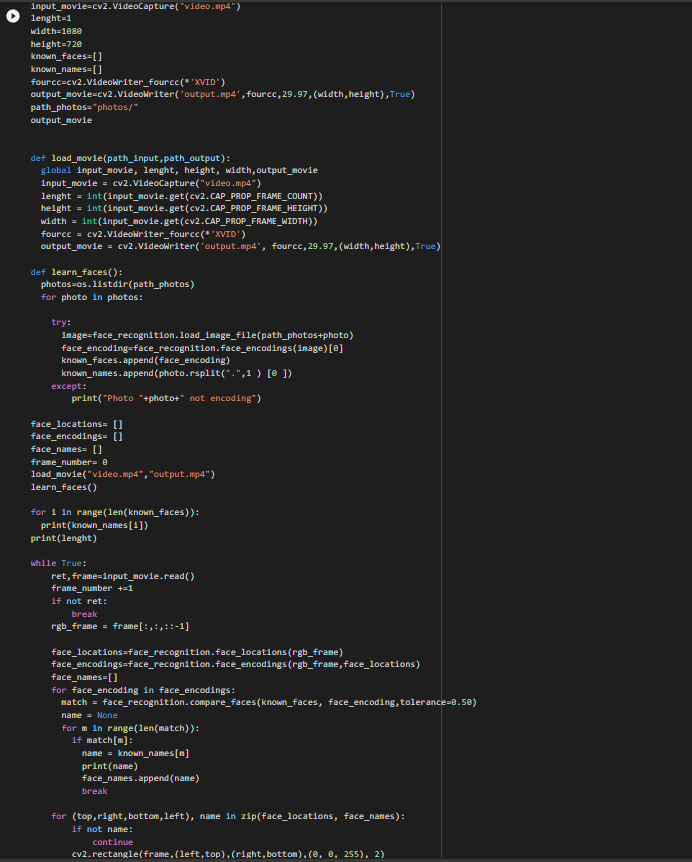 input_movie=cv2.VideoCapture("video.mp4")
lenght=1
width=1080
height=720
known_faces=[]
known_names=[]
fourcc=cv2.VideoWriter_fourcc(*'XVID')
output_movie=cv2.VideoWriter('output.mp4',fourcc,29.97,(width,height),True)
path_photos="photos/"
output_movie
def load_movie(path_input,path_output):
global input_movie, lenght, height, width,output_movie
input_movie = cv2.VideoCapture("video.mp4")
lenght = int(input_movie.get(cv2.CAP_PROP_FRAME_COUNT))
height = int(input_movie.get(cv2.CAP_PROP_FRAME_HEIGHT))
width = int(input_movie.get(cv2.CAP_PROP_FRAME_WIDTH))
fourcc = cv2.VideoWriter_fourcc(*'XVID')
output_movie = cv2.VideoWriter('output.mp4', fourcc,29.97,(width,height),True)
def learn_faces():
photos=os.listdir(path_photos)
for photo in photos:
try:
image=face_recognition.load_image_file(path_photos+photo)
face_encoding=face_recognition.face_encodings(image)[0]
known_faces.append(face_encoding)
known_names.append(photo.rsplit(".",1 ) [0 ])
except:
print("Photo "+photo+" not encoding")
face_locations= []
face_encodings= []
face_names= []
frame_number= 0
load_movie("video.mp4","output.mp4")
learn_faces()
for i in range(len(known_faces)):
print(known_names[i])
print(lenght)
while True:
ret,frame=input_movie.read()
frame_number +=1
if not ret:
break
rgb_frame = frame[:,:,::-1]
face_locations=face_recognition.face_locations(rgb_frame)
face_encodings=face_recognition.face_encodings(rgb_frame,face_locations)
face_names=[]
for face_encoding in face_encodings:
match = face_recognition.compare_faces(known_faces, face_encoding,tolerance=0.50)
name = None
for m in range(len(match)):
if match[m]:
name = known_names[m]
print(name)
face_names.append(name)
break
for (top,right,bottom,left), name in zip(face_locations, face_names):
if not name:
continue
cv2.rectangle(frame,(left,top),(right,bottom),(0, 0, 255), 2)